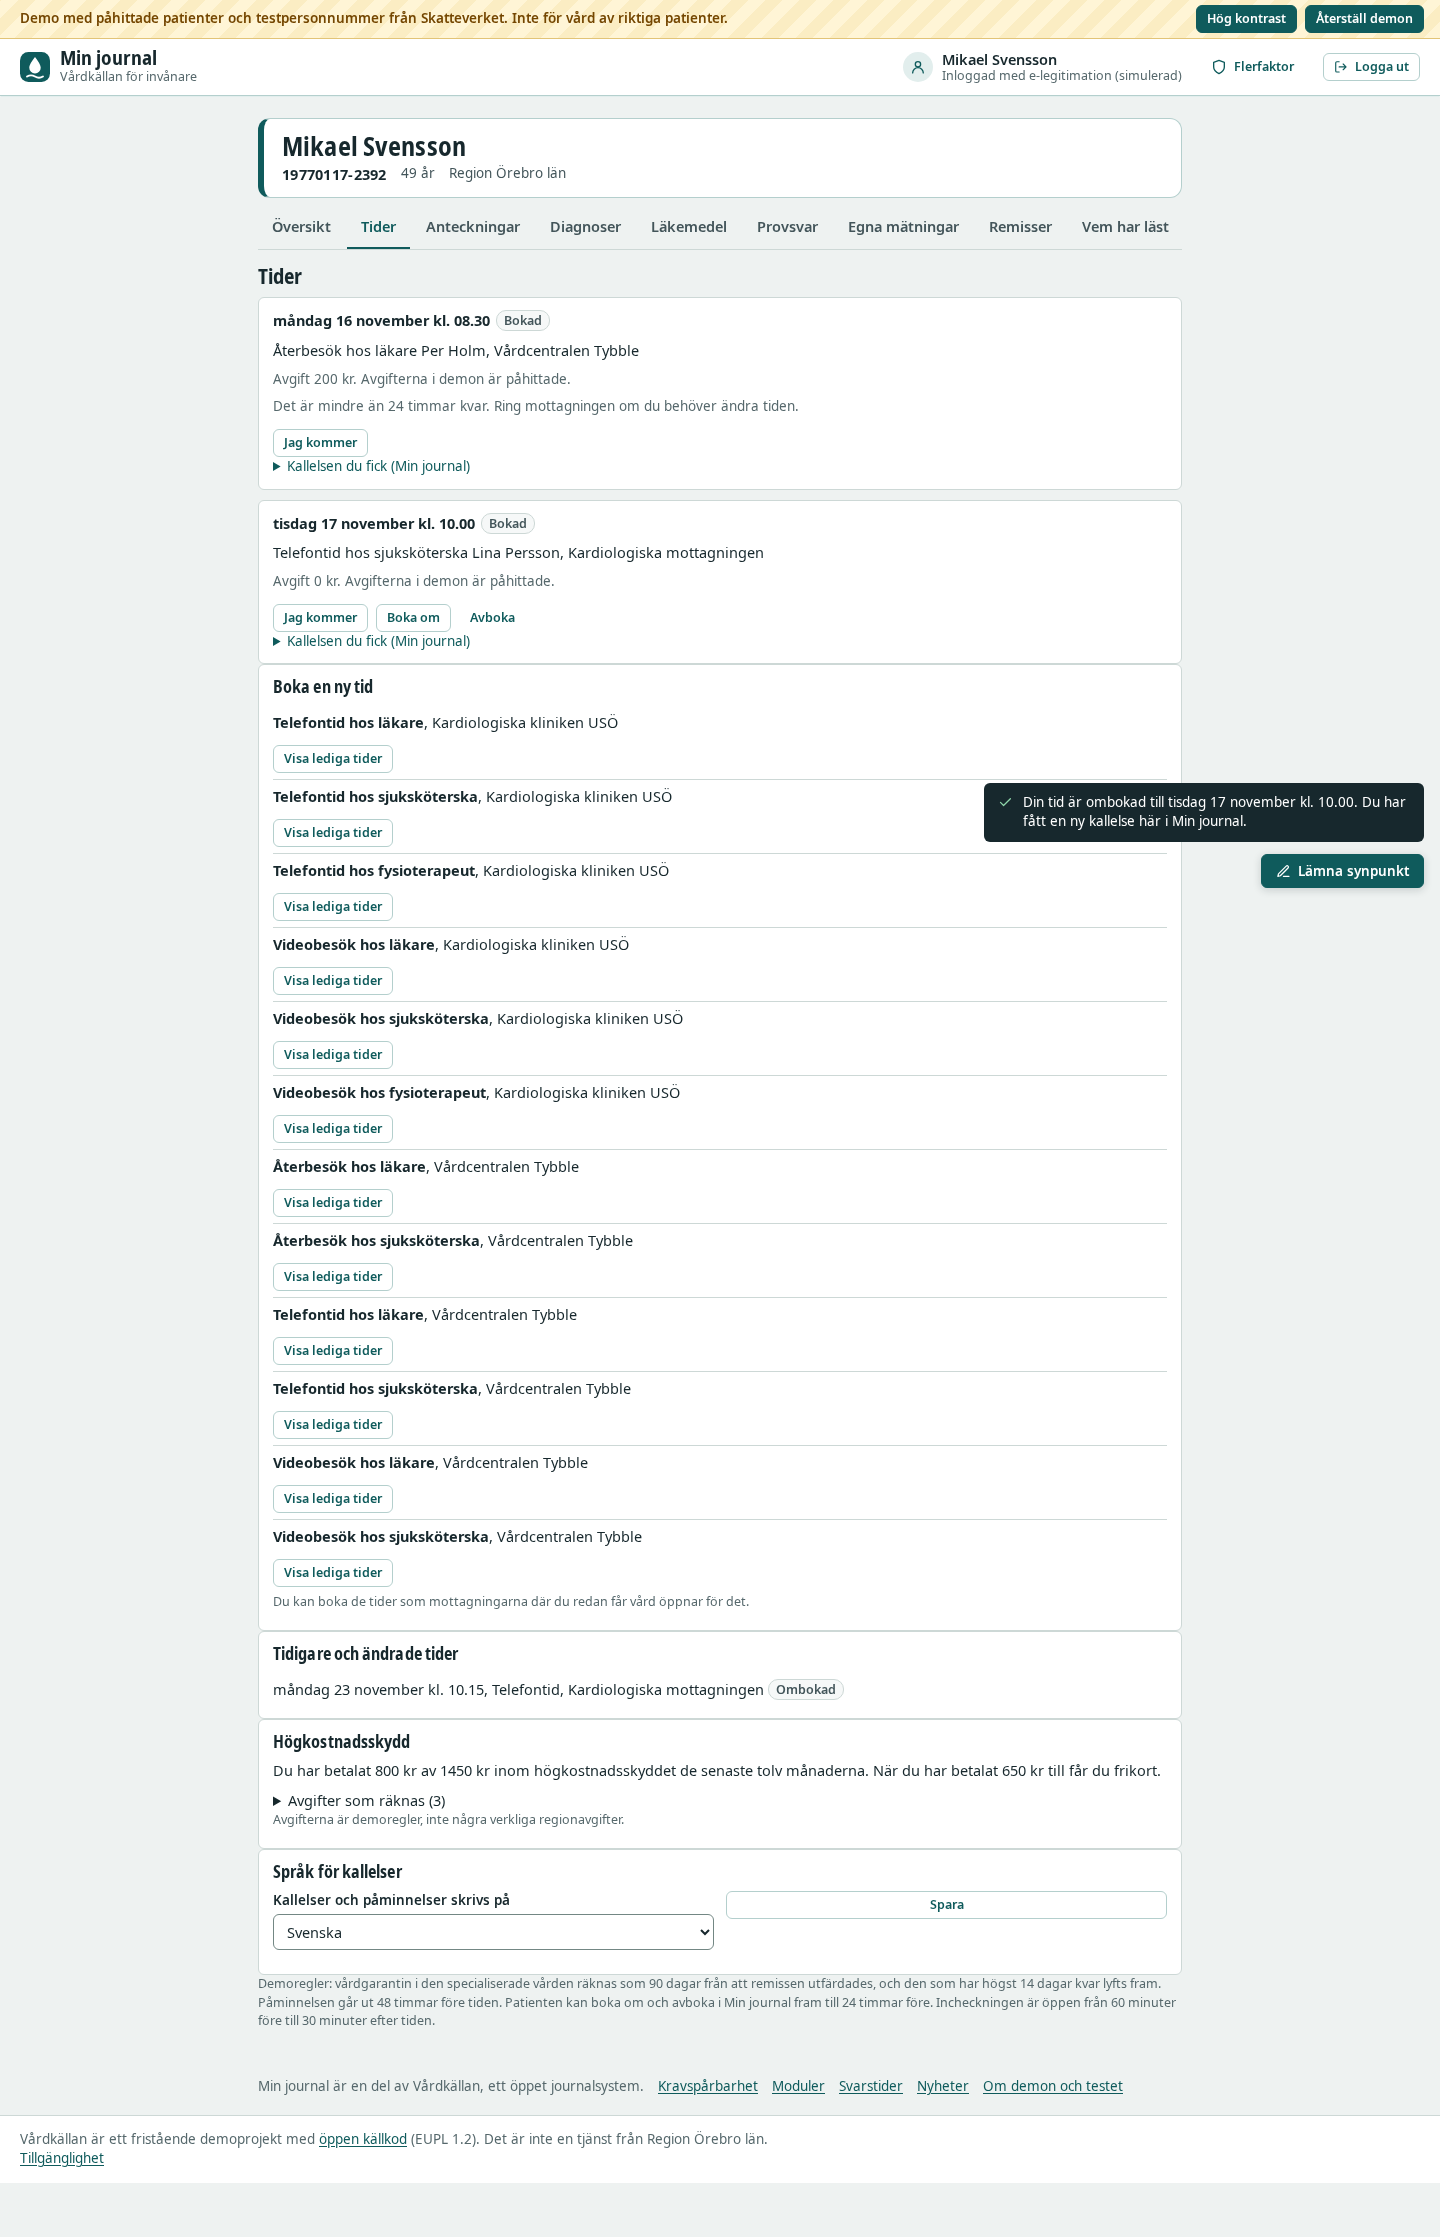 Demo med påhittade patienter och testpersonnummer från Skatteverket. Inte för vård av riktiga patienter.
Hög kontrast
Återställ demon
Min journal
Vårdkällan för invånare
Mikael Svensson
Inloggad med e-legitimation (simulerad)
Flerfaktor
Logga ut
Mikael Svensson
19770117-2392 49 år Region Örebro län
Översikt Tider Anteckningar Diagnoser Läkemedel Provsvar Egna mätningar Remisser Vem har läst
Tider
måndag 16 november kl. 08.30 Bokad
Återbesök hos läkare Per Holm, Vårdcentralen Tybble
Avgift 200 kr. Avgifterna i demon är påhittade.
Det är mindre än 24 timmar kvar. Ring mottagningen om du behöver ändra tiden.
Jag kommer
Kallelsen du fick (Min journal)
tisdag 17 november kl. 10.00 Bokad
Telefontid hos sjuksköterska Lina Persson, Kardiologiska mottagningen
Avgift 0 kr. Avgifterna i demon är påhittade.
Jag kommer Boka om Avboka
Kallelsen du fick (Min journal)
Boka en ny tid
Telefontid hos läkare, Kardiologiska kliniken USÖ
Visa lediga tider
Telefontid hos sjuksköterska, Kardiologiska kliniken USÖ
Visa lediga tider
Din tid är ombokad till tisdag 17 november kl. 10.00. Du har
fått en ny kallelse här i Min journal.
Lämna synpunkt
Telefontid hos fysioterapeut, Kardiologiska kliniken USÖ
Visa lediga tider
Videobesök hos läkare, Kardiologiska kliniken USÖ
Visa lediga tider
Videobesök hos sjuksköterska, Kardiologiska kliniken USÖ
Visa lediga tider
Videobesök hos fysioterapeut, Kardiologiska kliniken USÖ
Visa lediga tider
Återbesök hos läkare, Vårdcentralen Tybble
Visa lediga tider
Återbesök hos sjuksköterska, Vårdcentralen Tybble
Visa lediga tider
Telefontid hos läkare, Vårdcentralen Tybble
Visa lediga tider
Telefontid hos sjuksköterska, Vårdcentralen Tybble
Visa lediga tider
Videobesök hos läkare, Vårdcentralen Tybble
Visa lediga tider
Videobesök hos sjuksköterska, Vårdcentralen Tybble
Visa lediga tider
Du kan boka de tider som mottagningarna där du redan får vård öppnar för det.
Tidigare och ändrade tider
måndag 23 november kl. 10.15, Telefontid, Kardiologiska mottagningen Ombokad
Högkostnadsskydd
Du har betalat 800 kr av 1450 kr inom högkostnadsskyddet de senaste tolv månaderna. När du har betalat 650 kr till får du frikort.
Avgifter som räknas (3)
Avgifterna är demoregler, inte några verkliga regionavgifter.
Språk för kallelser
Kallelser och påminnelser skrivs på
Svenska
Spara
Demoregler: vårdgarantin i den specialiserade vården räknas som 90 dagar från att remissen utfärdades, och den som har högst 14 dagar kvar lyfts fram.
Påminnelsen går ut 48 timmar före tiden. Patienten kan boka om och avboka i Min journal fram till 24 timmar före. Incheckningen är öppen från 60 minuter
före till 30 minuter efter tiden.
Min journal är en del av Vårdkällan, ett öppet journalsystem. Kravspårbarhet Moduler Svarstider Nyheter Om demon och testet
Vårdkällan är ett fristående demoprojekt med öppen källkod (EUPL 1.2). Det är inte en tjänst från Region Örebro län.
Tillgänglighet